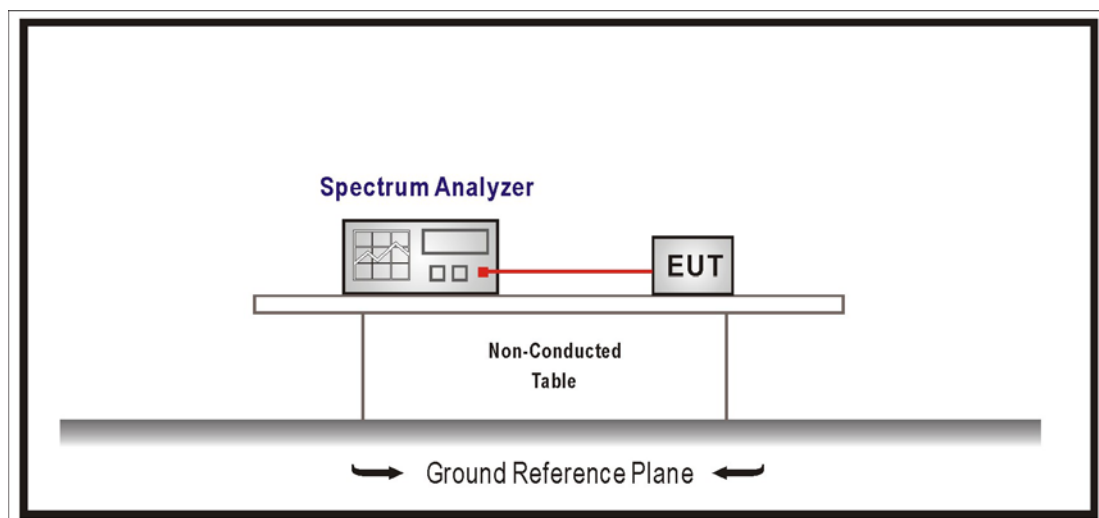 Spectrum Analyzer
EUT
Non-Conducted
Table
Ground Reference Plane